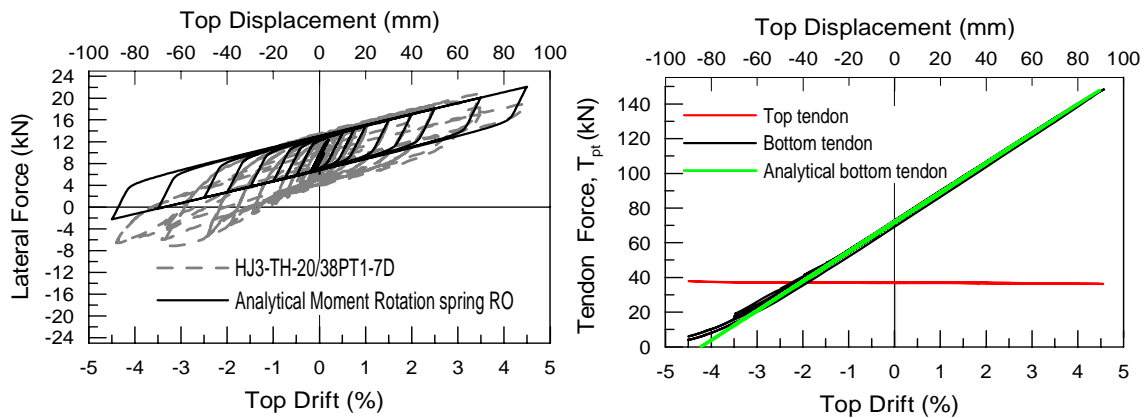 Top Displacement (mm)
-100 -80 -60 -40 -20 0 20 40 60 80 100
24
20
16
12
8
4
0
-4
-8
-12
-16
-20
-24
Lateral Force (kN)
HJ3-TH-20/38PT1-7D
Analytical Moment Rotation spring RO
-5 -4 -3 -2 -1 0 1 2 3 4 5
Top Drift (%)
Top Displacement (mm)
-100 -80 -60 -40 -20 0 20 40 60 80 100
140
120
100
80
60
40
20
0
Tendon Force, Tpt (kN)
Top tendon
Bottom tendon
Analytical bottom tendon
-5 -4 -3 -2 -1 0 1 2 3 4 5
Top Drift (%)